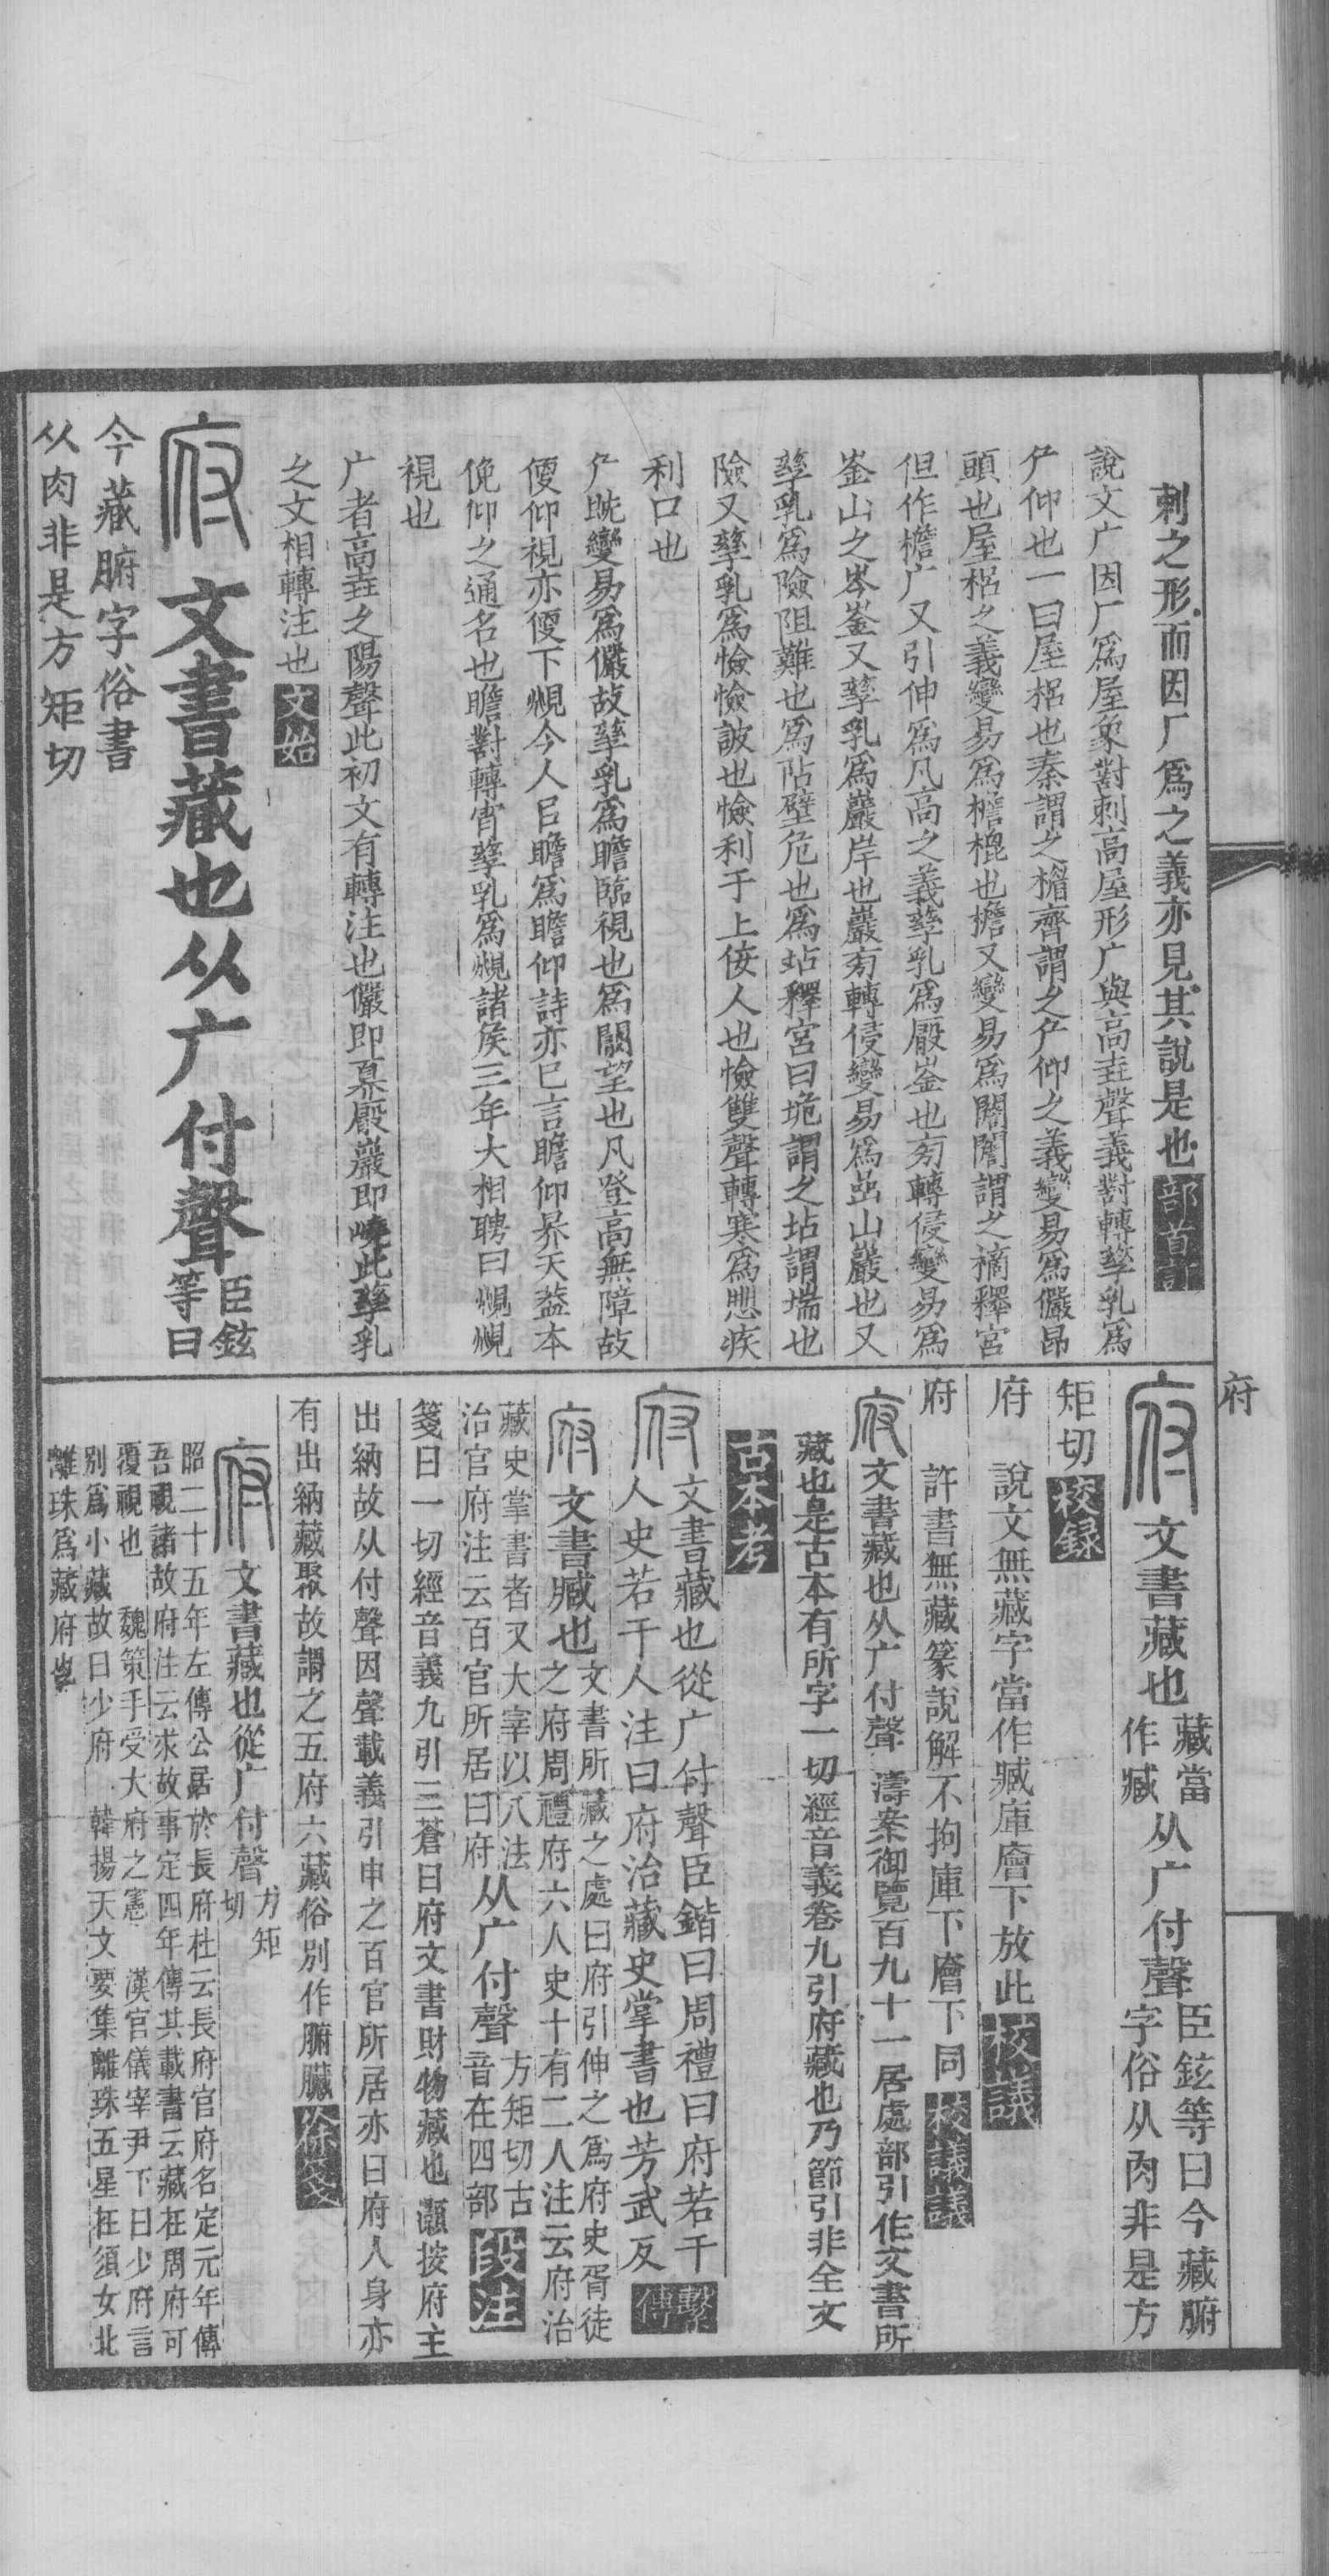 刺之形而因厂爲之義亦見其說是也部首訂
說文广因厂爲屋象對刺高屋形广與高垚聲義對轉孳乳爲
仰也一曰屋梠也秦謂之楣齊謂之仰之義變易爲儼昂
頭也屋梠之義變易爲檐㮰也檐又變易爲闧謂之樀釋宮
但作檐广又引伸爲凡高之義孳乳爲厰崟也旁轉侵變易爲
崟山之岑崟又孳乳爲巖岸也巖旁轉侵變易爲嵒山巖也又
孳乳爲險阻難也爲阽壁危也爲坫釋宮曰垝謂之坫謂㙐也
險又孳乳爲憸憸詖也憸利于上佞人也憸雙聲轉寒爲悬疾
利口也
旣變易爲儼故孳乳爲瞻臨視也爲闞望也凡登高無障故
便仰視亦便下覜今人㠯瞻爲瞻仰詩亦已言瞻仰昦天葢本
俛仰之通名也瞻對轉宵孳乳爲覜諸矦三年大相聘曰覜覜
視也
广者高垚之陽聲此初文有轉注也儼即厰巖即嶢此孳乳
之文相轉注也文始
府 文書藏也从广付聲臣鉉等曰
今藏腑字俗書
从肉非是方矩切
府
府文書藏也藏當作臧从广付聲臣鉉等曰今藏腑字俗从肉非是方
矩切校録
府 說文無藏字當作臧庫廥下放此校議
府 許書無藏篆說解不拘庫下廥下同校議議
府文書藏也从广付聲 濤案御覽百九十一居處部引作文書所
藏也是古本有所字一切經音義卷九引府藏也乃節引非全文
古本考
府文書藏也從广付聲臣鍇曰周禮曰府若干
人史若干人注曰府治藏史掌書也芳武反繫傳
府文書臧也文書所藏之處曰府引伸之爲府史胥徒之府周禮府六人史十有二人注云府治
藏史掌書者又大宰以八法治官府注云百官所居曰府从广付聲方矩切古音在四部段注
箋曰一切經音義九引三蒼曰府文書財物藏也 灝按府主
出納故从付聲因聲載義引申之百官所居亦曰府人身亦
有出納藏聚故謂之五府六藏俗別作腑臟徐箋
府文書藏也從广付聲方矩切
昭二十五年左傳公居於長府杜云長府官府名定元年傳
吾視諸故府注云求故事定四年傳其載書云藏在周府可
覆視也 魏策手受大府之憲 漢官儀宰尹下曰少府言
別爲小藏故曰少府 韓揚天文要集離珠五星在須女北
離珠爲藏府也